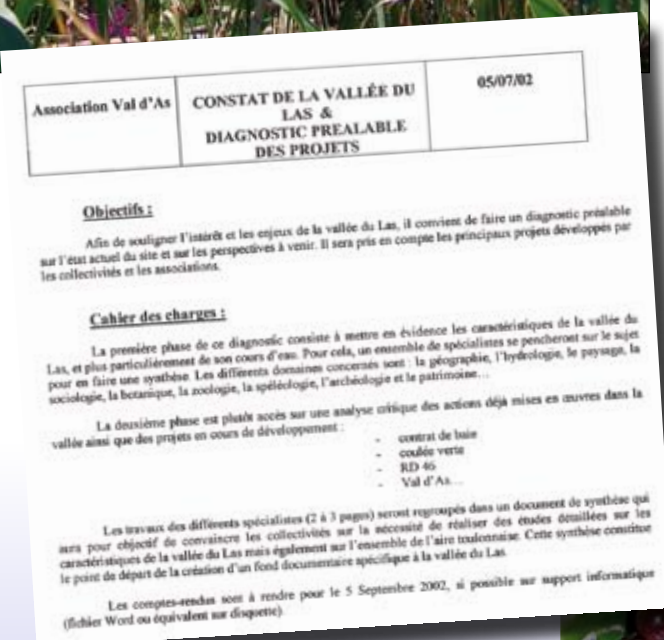 Association Val d'As
CONSTAT DE LA VALLÉE DU
LAS &
DIAGNOSTIC PREALABLE
DES PROJETS
05/07/02
Objectifs :
Afin de souligner l'intérêt et les enjeux de la vallée du Las, il convient de faire un diagnostic préalable
sur l'état actuel du site et sur les perspectives à venir. Il sera pris en compte les principaux projets développés par
les collectivités et les associations.
Cahier des charges :
La première phase de ce diagnostic consiste à mettre en évidence les caractéristiques de la vallée du
Las, et plus particulièrement de son cours d'eau. Pour cela, un ensemble de spécialistes se pencheront sur le sujet
pour en faire une synthèse. Les différents domaines concernés sont : la géographie, l'hydrologie, le paysage, la
sociologie, la botanique, la zoologie, la spéléologie, l'archéologie et le patrimoine…
La deuxième phase est plutôt accès sur une analyse critique des actions déjà mises en œuvres dans la
vallée ainsi que des projets en cours de développement :
- contrat de baie
- coulée verte
- RD 46
- Val d'As…
Les travaux des différents spécialistes (2 à 3 pages) seront regroupés dans un document de synthèse qui
aura pour objectif de convaincre les collectivités sur la nécessité de réaliser des études détaillées sur les
caractéristiques de la vallée du Las mais également sur l'ensemble de l'aire toulonnaise. Cette synthèse constitue
le point de départ de la création d'un fond documentaire spécifique à la vallée du Las.
Les comptes-rendus sont à rendre pour le 5 Septembre 2002, si possible sur support informatique
(fichier Word ou équivalent sur disquette).